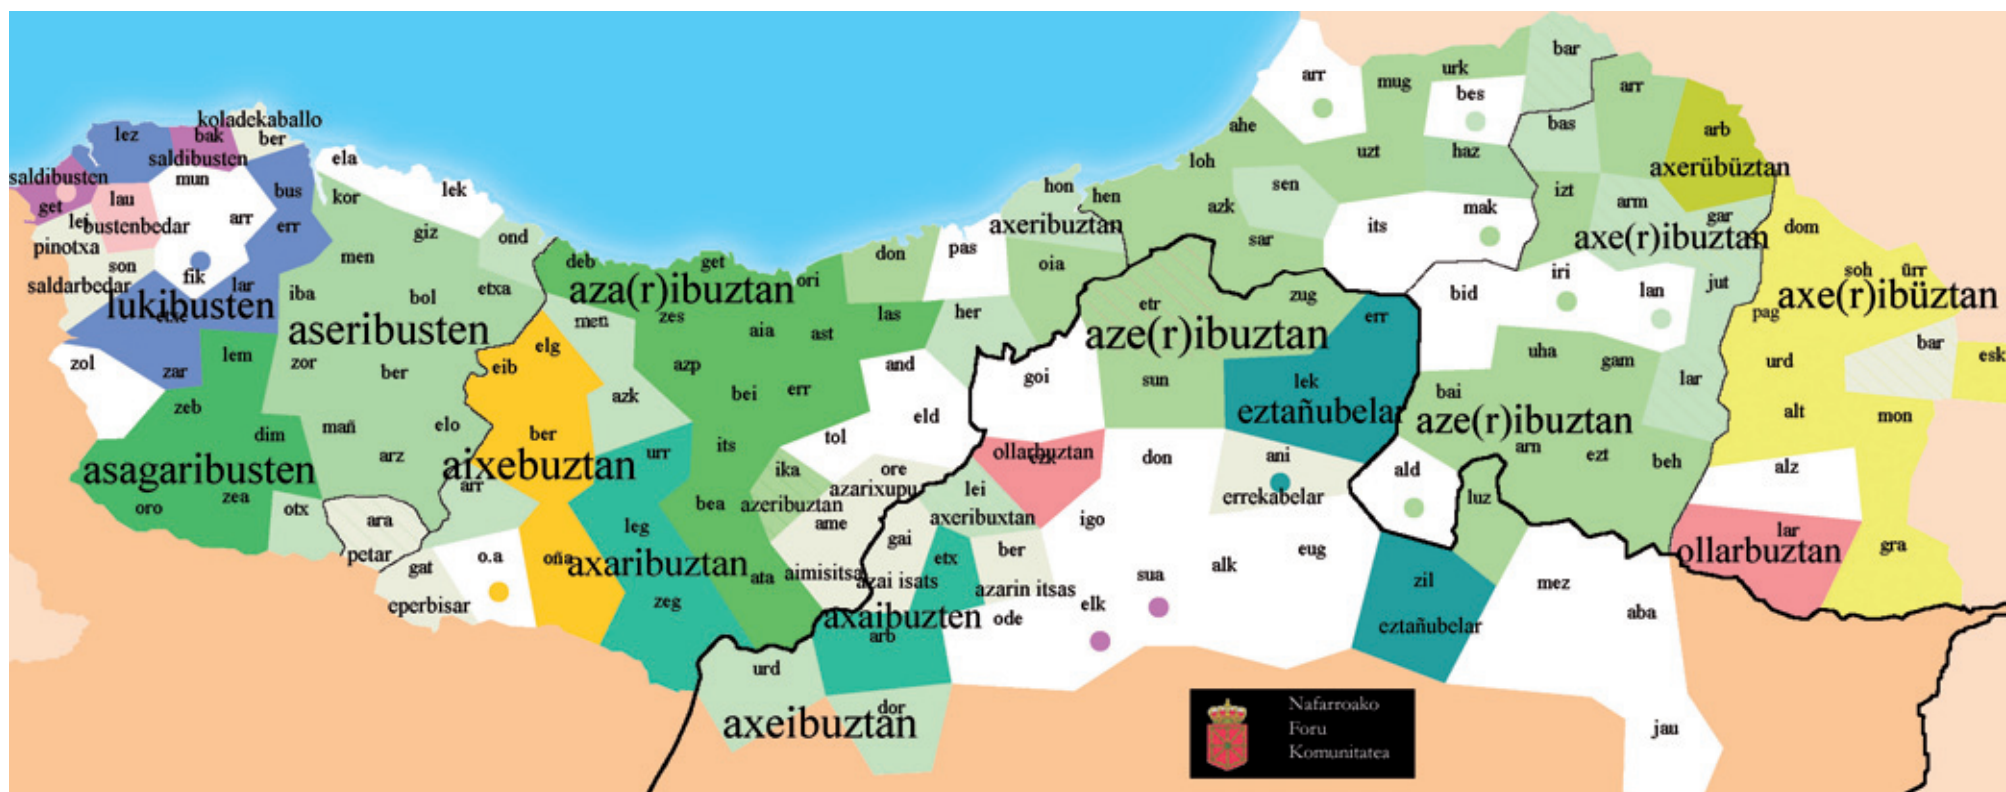 bar
arr
mug
urk
bes
arr
koladekaballo
lez
bak
ber
ahe
bas
arb
saldibusten
ela
loh
uzt
haz
axerübüztan
saldibusten
mun
bus
lek
hon
hen
sen
izt
lau
kor
azk
mak
arm
get
lei
bustenbedar
arr
err
giz
ond
axeribuztan
sar
its
gar
dom
pinotxa
axe(r)ibuztan
son
fik
men
deb
get
don
pas
oia
iri
soh
ürr
saldarbedar
lar
iba
bol
etxa
aza(r)ibuztan
ori
etr
zug
bid
lan
jut
axe(r)ibüztan
lukibusten
etxe
aseribusten
men
zes
aia
ast
las
her
aze(r)ibuztan
err
pag
zol
zar
lem
zor
ber
eib
elg
azp
and
goi
sun
lek
uha
gam
lar
urd
bar
esk
zeb
azk
bei
err
eztañubelar
bai
dim
mañ
elo
ber
its
tol
eld
aze(r)ibuztan
alt
mon
asagaribusten
arz
aixebuztan
urr
ika
ore
ollarbuztan
ezk
don
ani
ald
arn
ezt
beh
alz
zea
arr
azarixupu
lei
errekabelar
luz
oro
otx
ara
leg
bea
azeribuztan
ame
axeribuxtan
igo
lar
petar
gat
o.a
oña
axaribuztan
gai
etx
ber
eug
ollarbuztan
gra
ata
aimisitsa
azai isats
azarin itsas
sua
alk
zil
mez
eperbisar
zeg
axaibuzten
arb
ode
elk
eztañubelar
aba
urd
axeibuztan
dor
jau
Nafarroako
Foru
Komunitatea